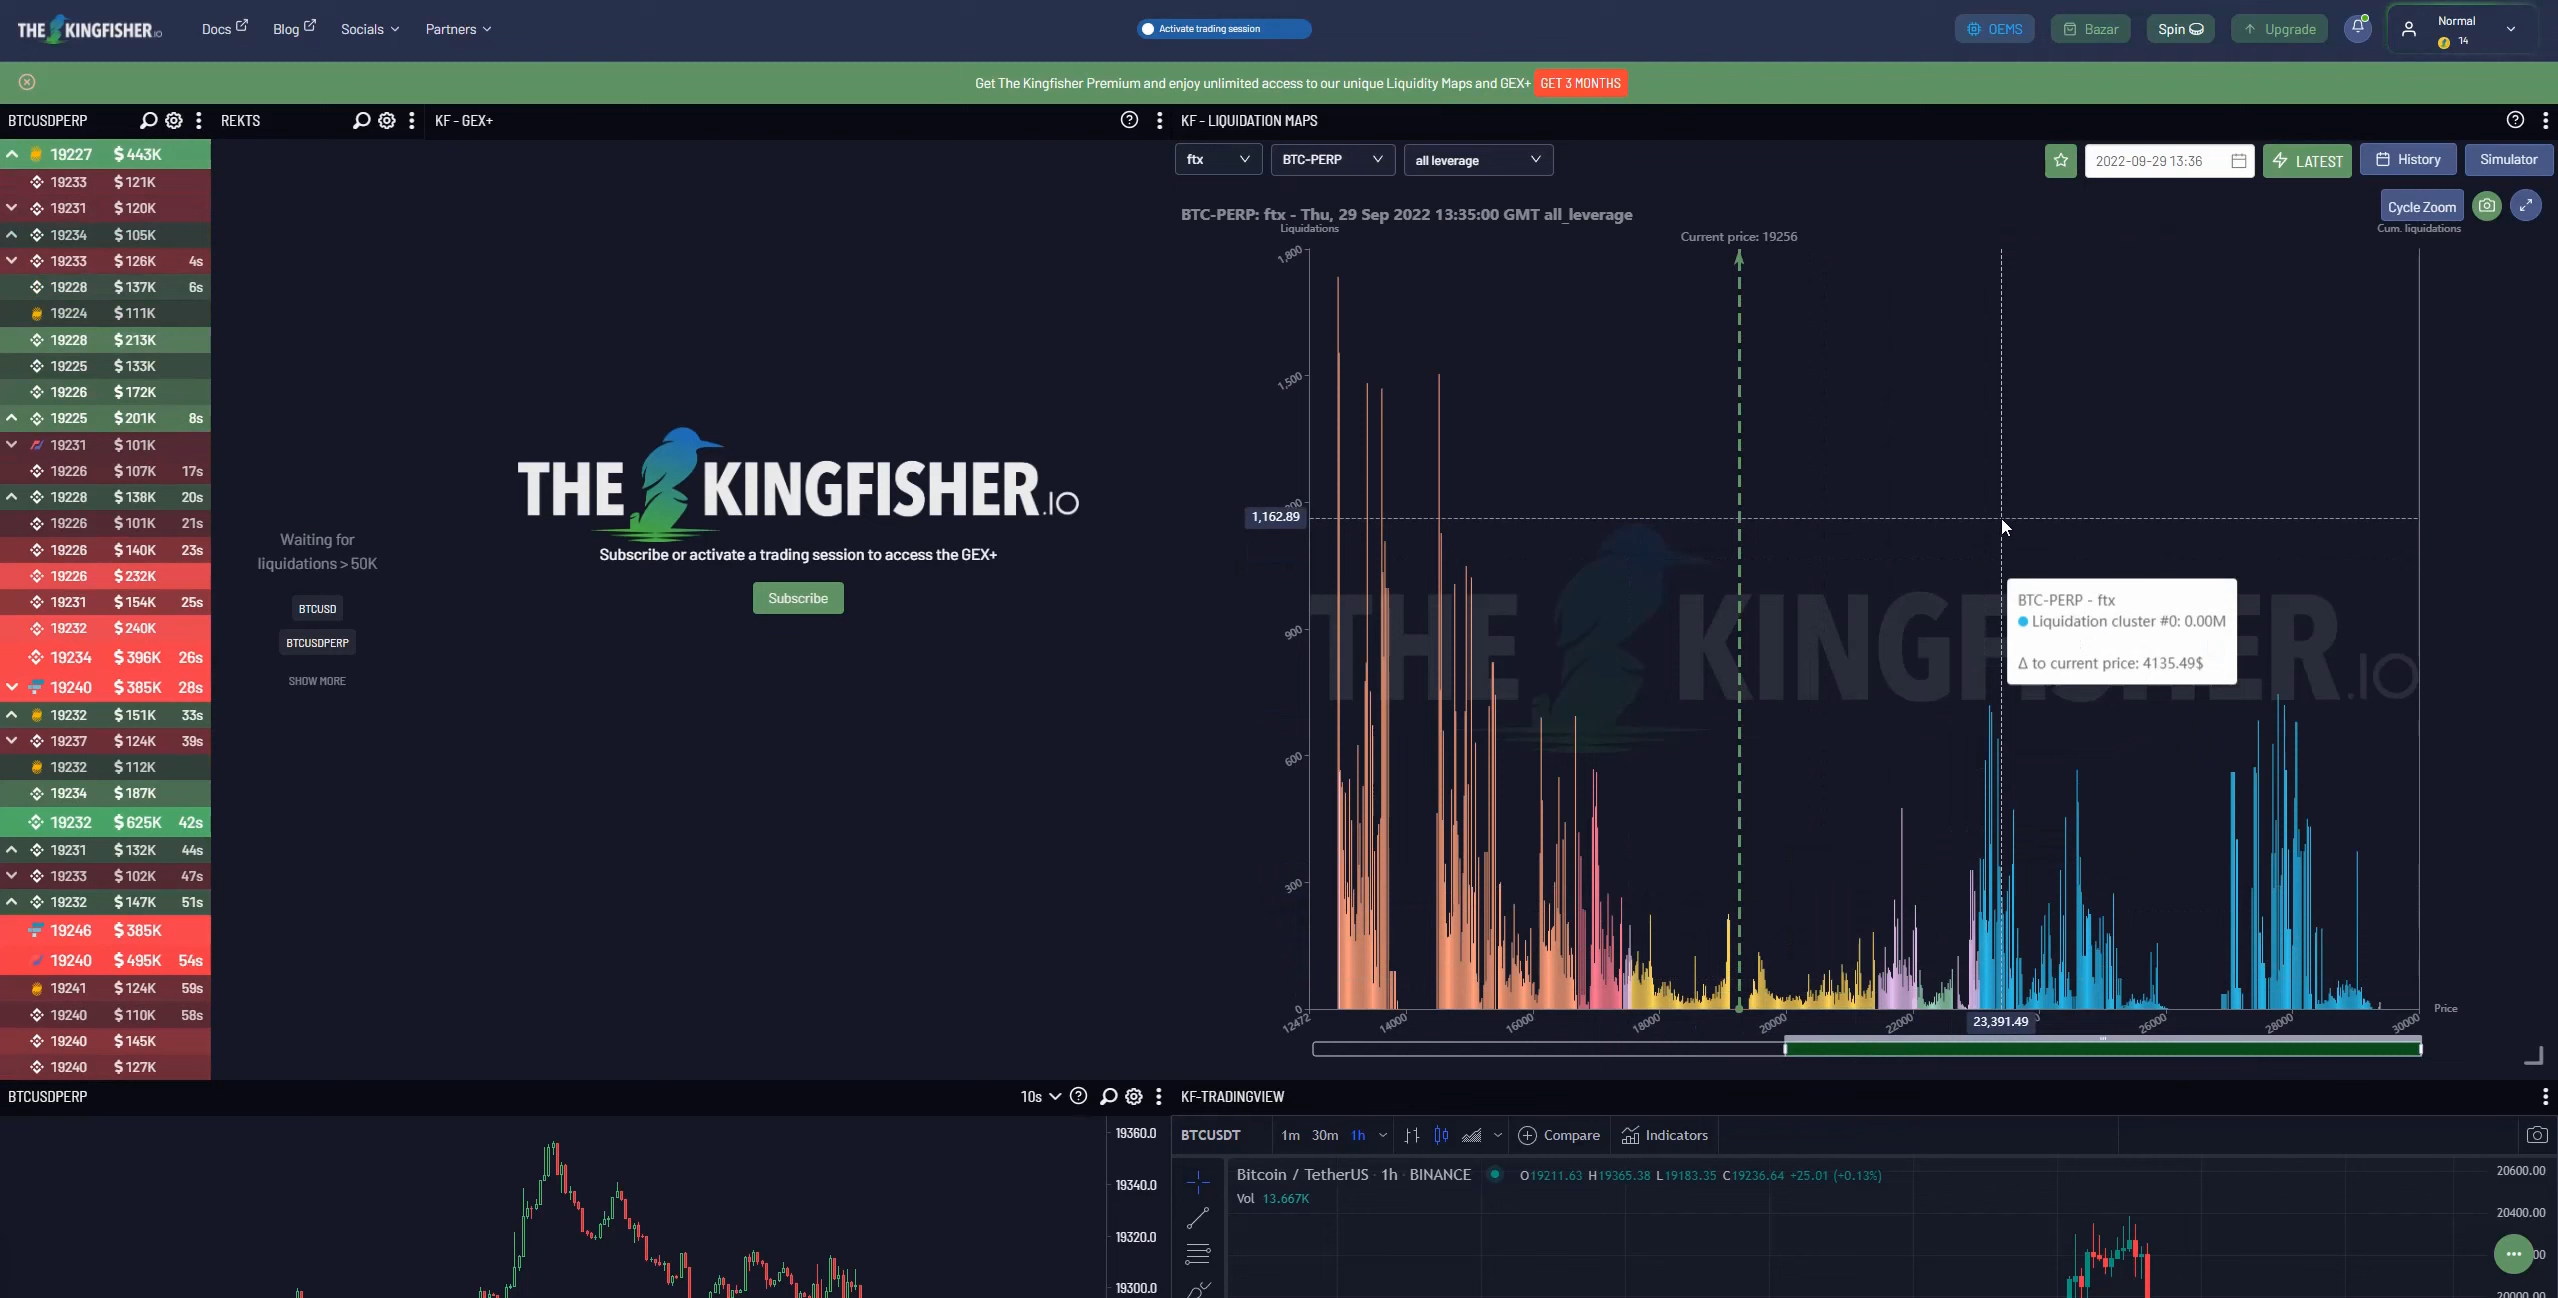 THE KINGFISHER.IO
Docs
Blog
Socials
Partners
Activate trading session
OEMS
Bazar
Spin
Upgrade
Normal
14
Get The Kingfisher Premium and enjoy unlimited access to our unique Liquidity Maps and GEX+ GET 3 MONTHS
BTCUSDPERP
REKTS
KF - GEX+
KF - LIQUIDATION MAPS
19227 $443K
19233 $121K
19231 $120K
19234 $105K
19233 $126K 4s
19228 $137K 6s
19224 $111K
19228 $213K
19225 $133K
19226 $172K
19225 $201K 8s
19231 $101K
19226 $107K 17s
19228 $138K 20s
19226 $101K 21s
19226 $140K 23s
19226 $232K
19231 $154K 25s
19232 $240K
19234 $396K 26s
19240 $385K 28s
19232 $151K 33s
19237 $124K 39s
19232 $112K
19234 $187K
19232 $625K 42s
19231 $132K 44s
19233 $102K 47s
19232 $147K 51s
19246 $385K
19240 $495K 54s
19241 $124K 59s
19240 $110K 58s
19240 $145K
19240 $127K
Waiting for
liquidations > 50K
BTCUSD
BTCUSDPERP
SHOW MORE
THE KINGFISHER.IO
Subscribe or activate a trading session to access the GEX+
Subscribe
ftx
BTC-PERP
all leverage
2022-09-29 13:36
LATEST
History
Simulator
Cycle Zoom
BTC-PERP: ftx - Thu, 29 Sep 2022 13:35:00 GMT all_leverage
Liquidations
Cum. liquidations
Current price: 19256
1,800
1,500
1,162.89
900
600
300
0
THE KINGFISHER.IO
BTC-PERP - ftx
Liquidation cluster #0: 0.00M
Δ to current price: 4135.49$
12472
14000
16000
18000
20000
22000
23,391.49
26000
28000
30000
Price
BTCUSDPERP
10s
19360.0
19340.0
19320.0
19300.0
KF-TRADINGVIEW
BTCUSDT
1m 30m 1h
Compare
Indicators
Bitcoin / TetherUS · 1h · BINANCE
O19211.63 H19365.38 L19183.35 C19236.64 +25.01 (+0.13%)
Vol 13.667K
20600.00
20400.00